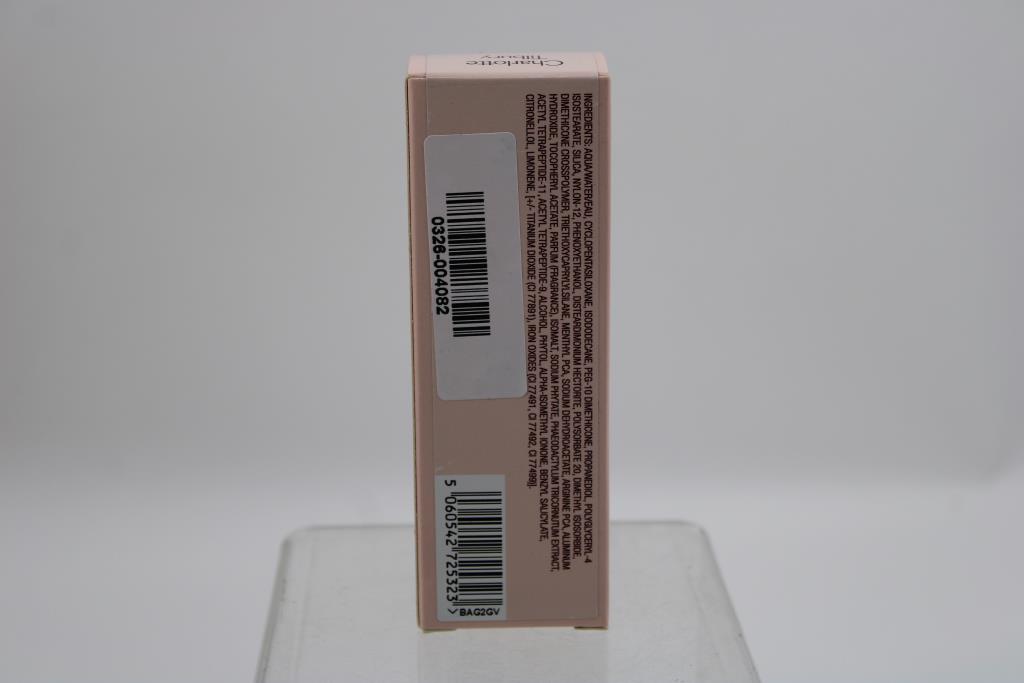 Charlotte
Tilbury
INGREDIENTS: AQUA/WATER/EAU, CYCLOPENTASILOXANE, ISODODECANE, PEG-10 DIMETHICONE, PROPANEDIOL, POLYGLYCERYL-4
ISOSTEARATE, SILICA, NYLON-12, PHENOXYETHANOL, DISTEARDIMONIUM HECTORITE, POLYSORBATE 20, DIMETHYL ISOSORBIDE,
DIMETHICONE CROSSPOLYMER, TRIETHOXYCAPRYLYLSILANE, MENTHYL PCA, SODIUM DEHYDROACETATE, ARGININE PCA, ALUMINUM
HYDROXIDE, TOCOPHERYL ACETATE, PARFUM (FRAGRANCE), ISOMALT, SODIUM PHYTATE, PHAEODACTYLUM TRICORNUTUM EXTRACT,
ACETYL TETRAPEPTIDE-11, ACETYL TETRAPEPTIDE-9, ALCOHOL, PHYTOL, ALPHA-ISOMETHYL IONONE, BENZYL SALICYLATE,
CITRONELLOL, LIMONENE, [+/- TITANIUM DIOXIDE (CI 77891), IRON OXIDES (CI 77491, CI 77492, CI 77499)].
0326-004082
5 060542 725323 >
BAG2GV